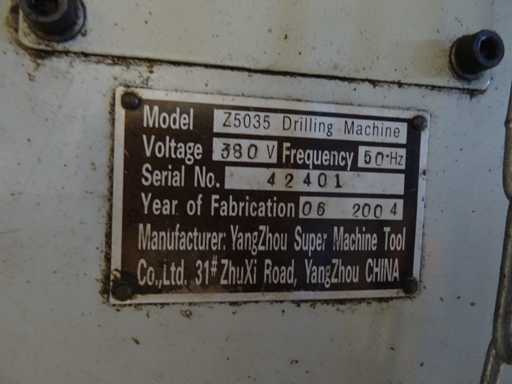 Model Z5035 Drilling Machine
Voltage 380 V Frequency 50 Hz
Serial No. 42401
Year of Fabrication 06 2004
Manufacturer: YangZhou Super Machine Tool
Co.,Ltd. 31# ZhuXi Road, YangZhou CHINA